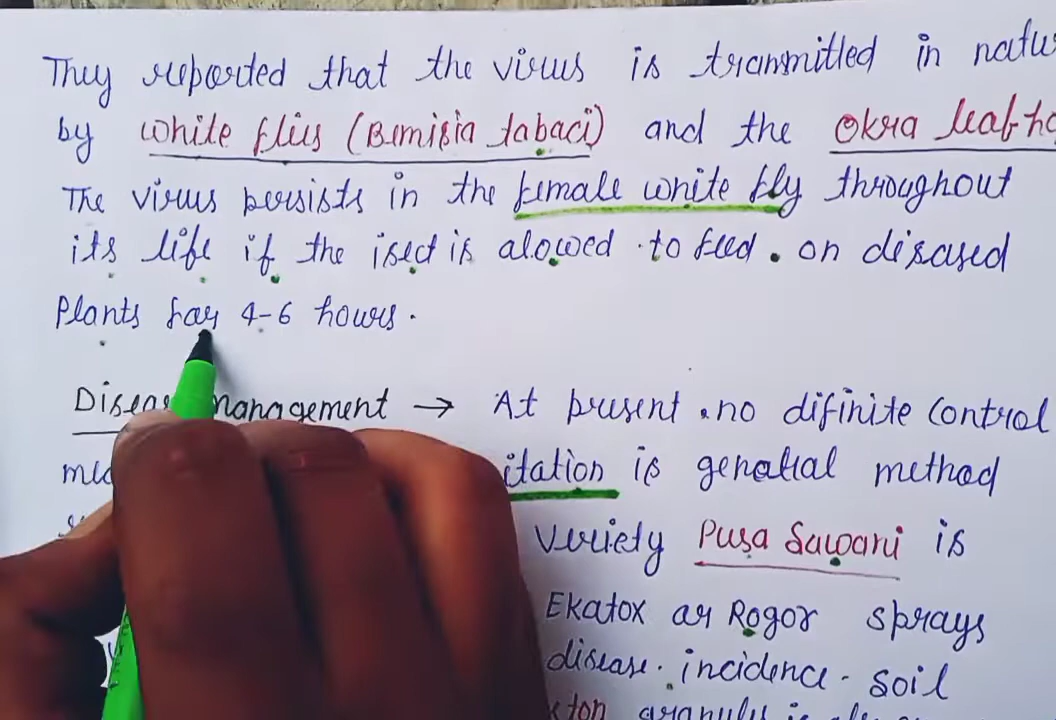 They reported that the virus is transmitted in natu
by white flies (Bemisia tabaci) and the Okra leaf-ho
The virus persists in the female white fly throughout
its life if the isect is alowed to feed. on diseased
Plants for 4-6 hours.
Disease management → At present no difinite control
itation is genatial method
Veriety Pusa Sawani is
Ekatox or Rogor sprays
disease. incidence. soil